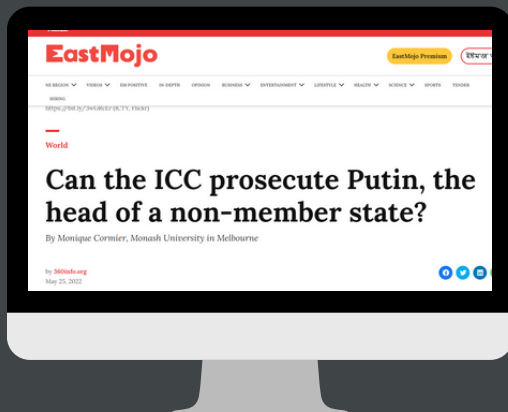 EastMojo
EastMojo Premium
NE REGION VIDEOS EM POSITIVE IN-DEPTH OPINION BUSINESS ENTERTAINMENT LIFESTYLE HEALTH SCIENCE SPORTS TENDER
HIRING
World
Can the ICC prosecute Putin, the
head of a non-member state?
By Monique Cormier, Monash University in Melbourne
by 360info.org
May 25, 2022